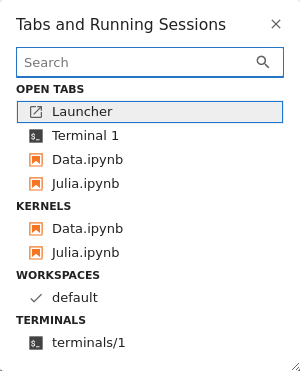 Tabs and Running Sessions
Search
OPEN TABS
Launcher
Terminal 1
Data.ipynb
Julia.ipynb
KERNELS
Data.ipynb
Julia.ipynb
WORKSPACES
default
TERMINALS
terminals/1